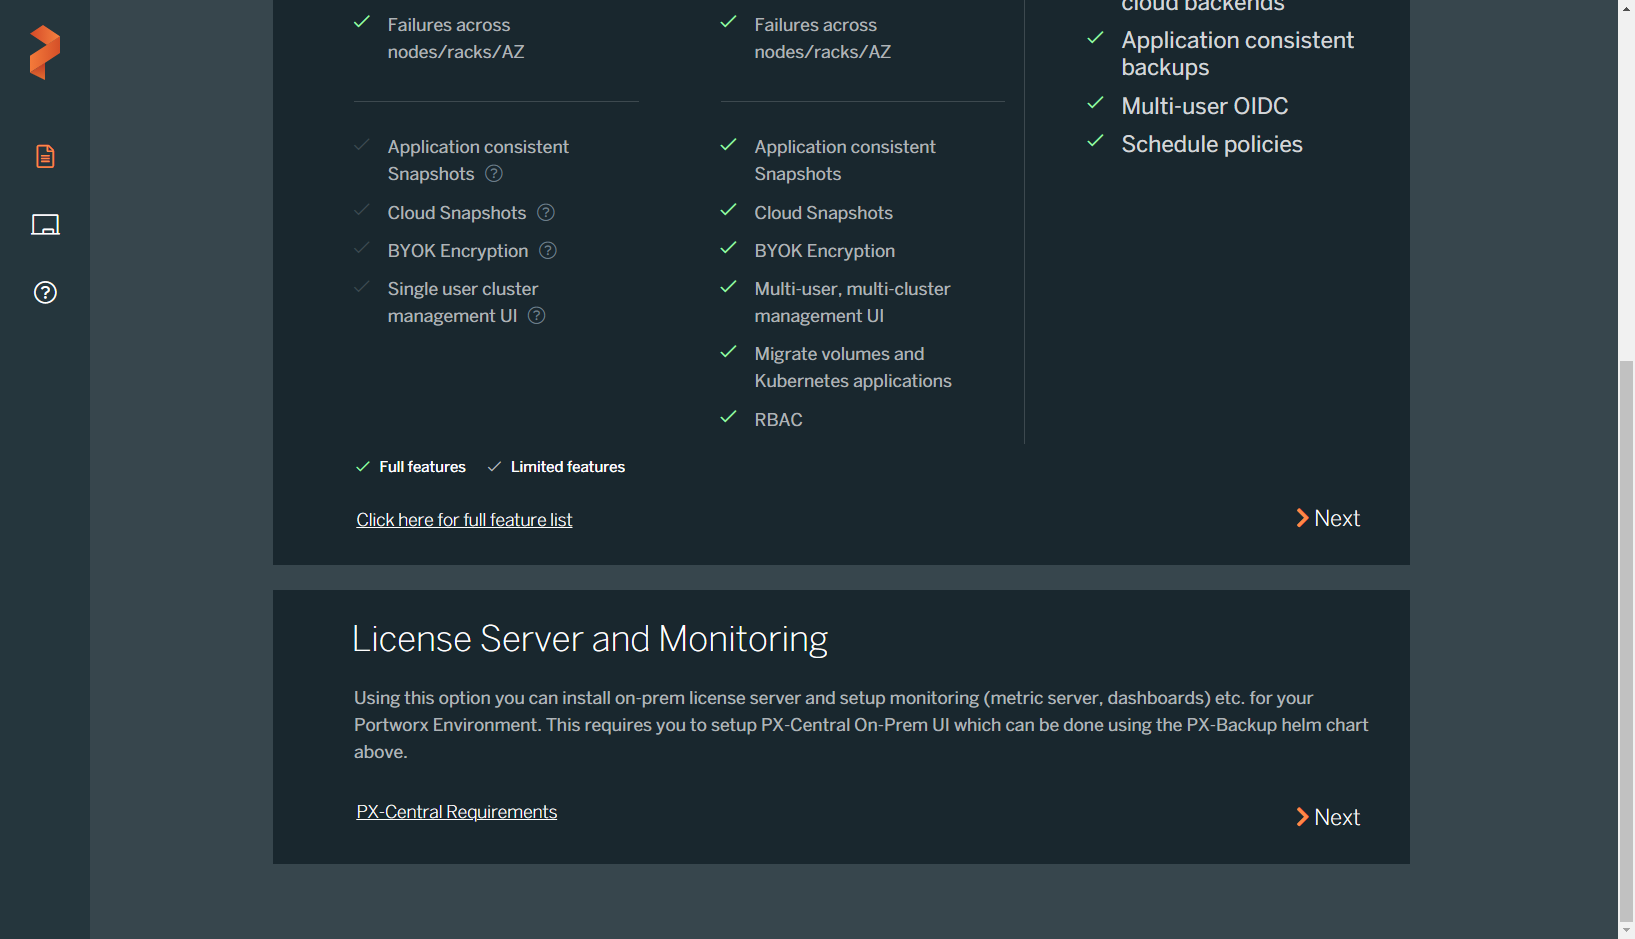 Failures across
nodes/racks/AZ
Application consistent
Snapshots
Cloud Snapshots
BYOK Encryption
Single user cluster
management UI
Failures across
nodes/racks/AZ
Application consistent
Snapshots
Cloud Snapshots
BYOK Encryption
Multi-user, multi-cluster
management UI
Migrate volumes and
Kubernetes applications
RBAC
cloud backends
Application consistent
backups
Multi-user OIDC
Schedule policies
Full features Limited features
Click here for full feature list
Next
License Server and Monitoring
Using this option you can install on-prem license server and setup monitoring (metric server, dashboards) etc. for your
Portworx Environment. This requires you to setup PX-Central On-Prem UI which can be done using the PX-Backup helm chart
above.
PX-Central Requirements
Next